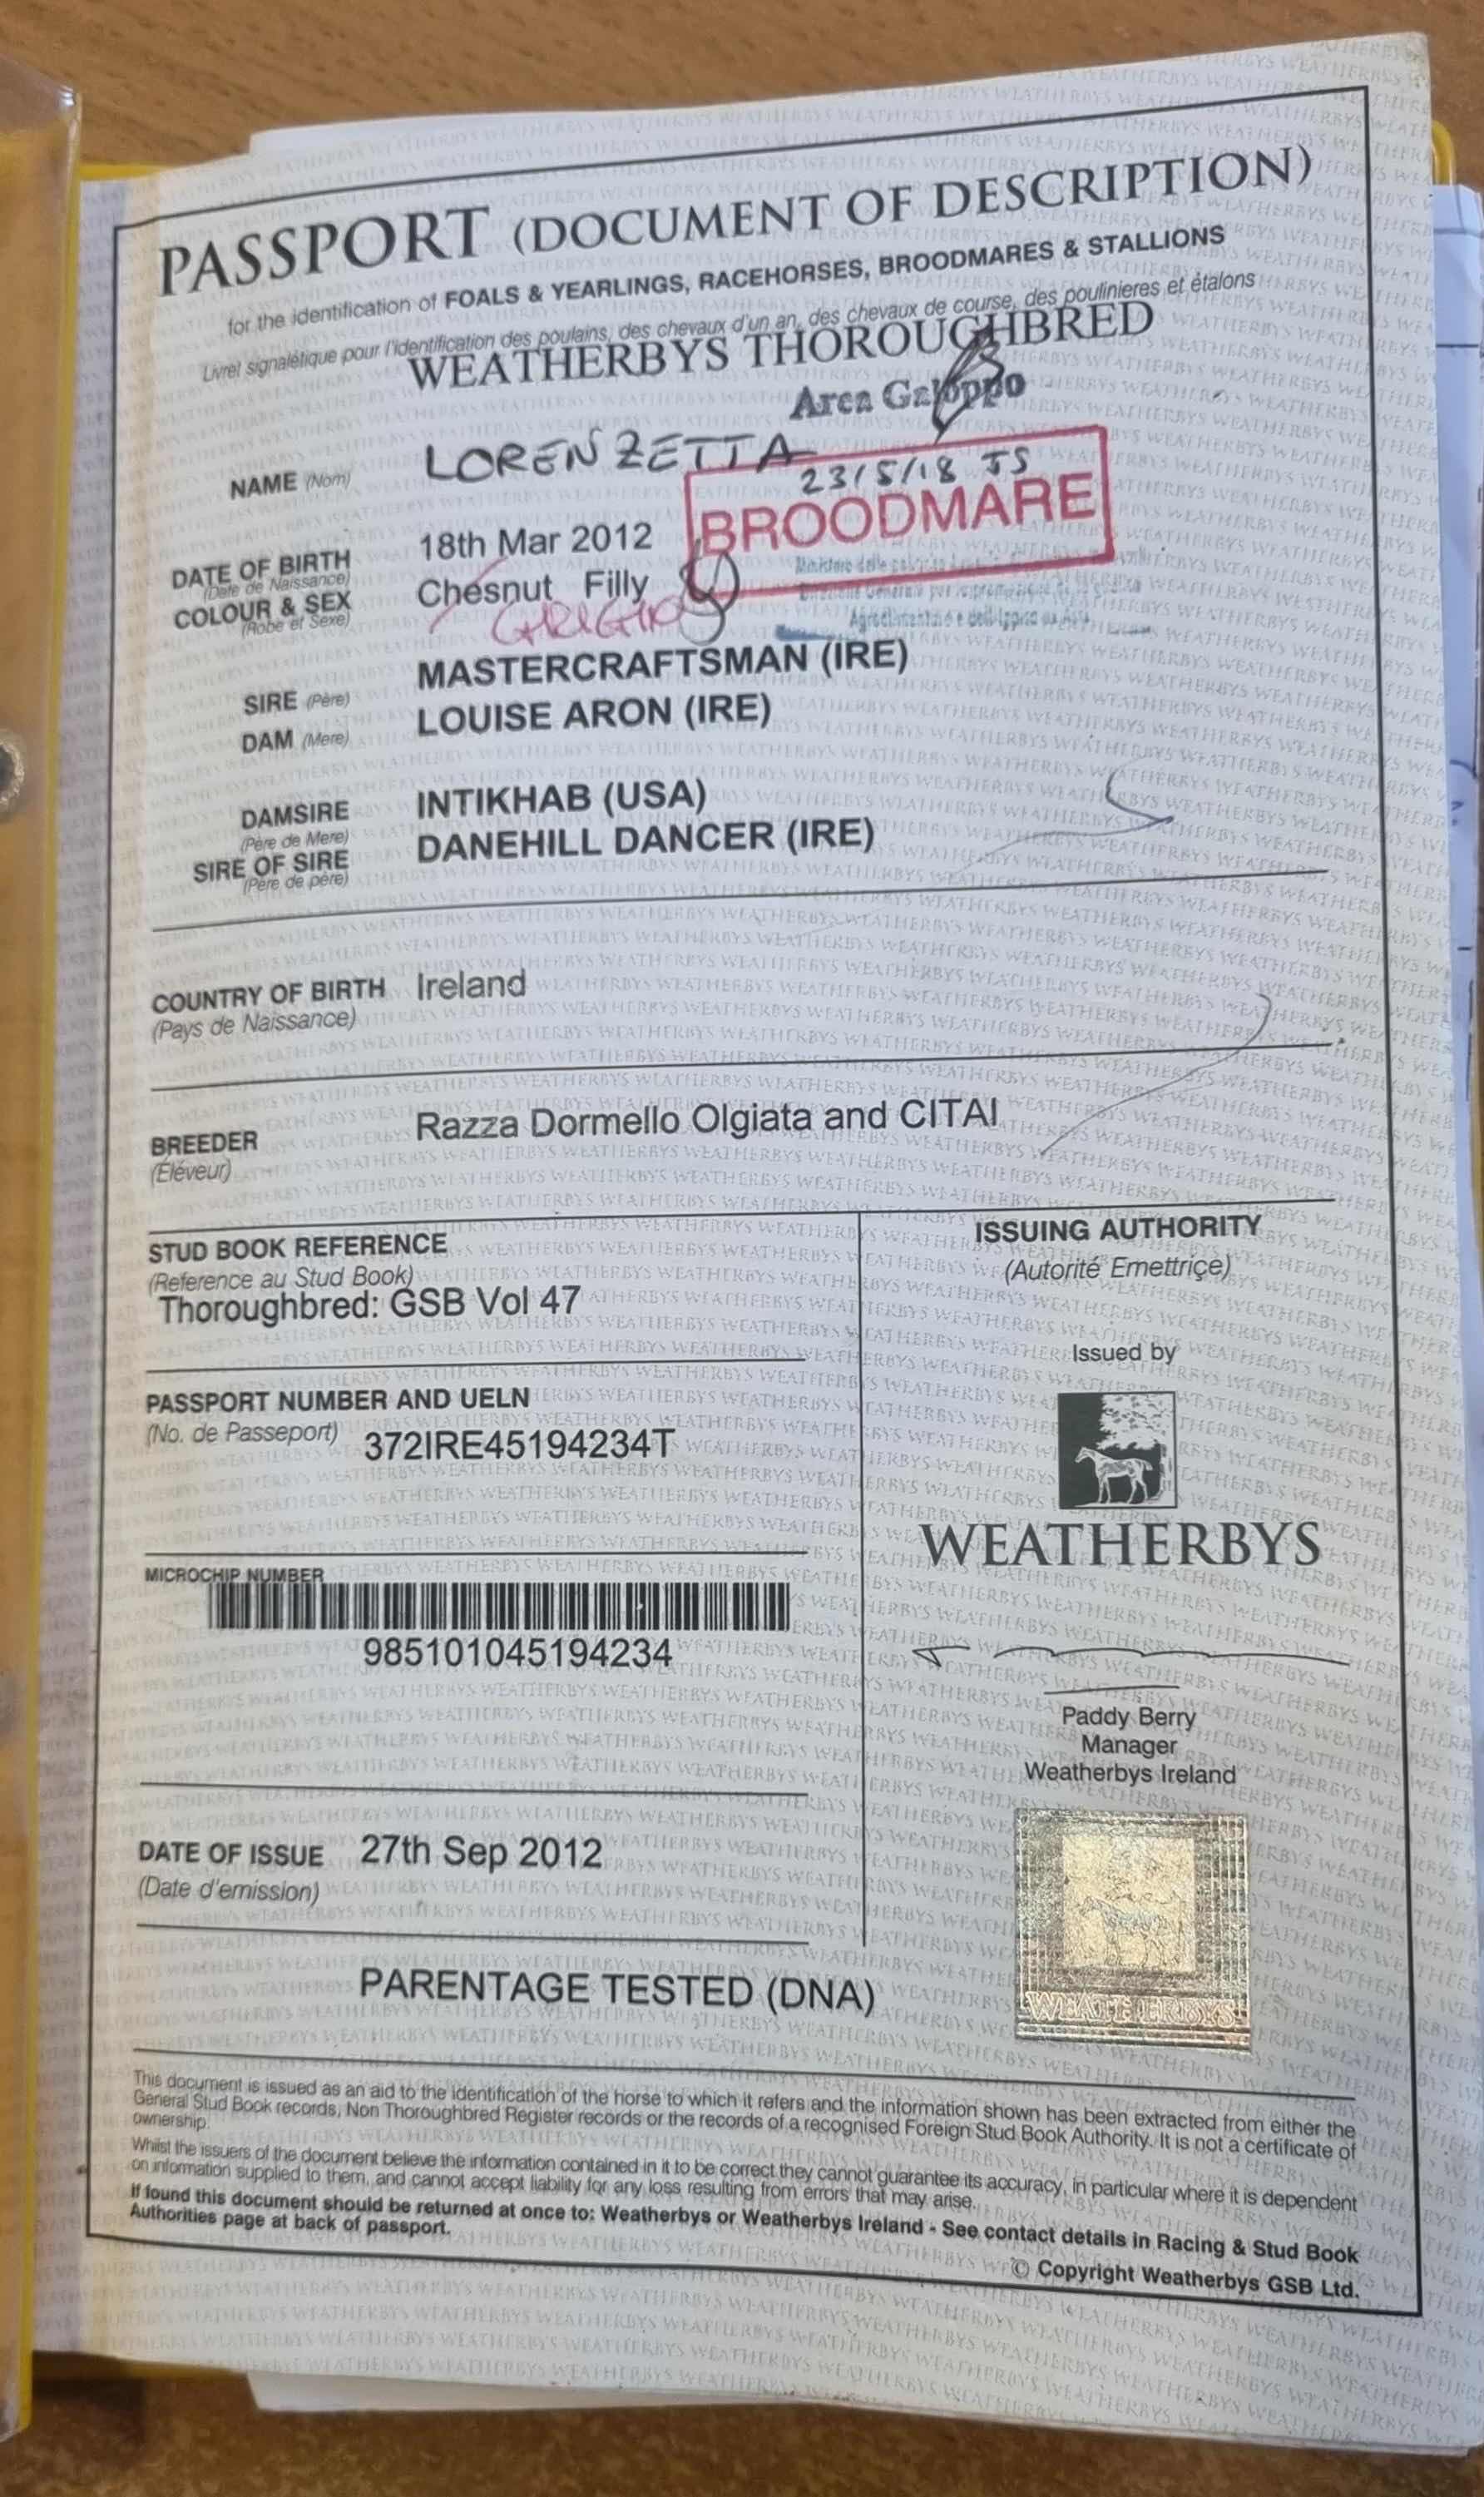 PASSPORT (DOCUMENT OF DESCRIPTION)
for the identification of FOALS & YEARLINGS, RACEHORSES, BROODMARES & STALLIONS
Livret signalétique pour l'identification des poulains, des chevaux d'un an, des chevaux de course, des poulinieres et étalons
WEATHERBYS THOROUGHBRED
Area Galoppo
NAME (Nom) LORENZETTA
23/5/18 JS
BROODMARE
DATE OF BIRTH 18th Mar 2012
(Date de Naissance)
COLOUR & SEX Chesnut Filly
(Robe et Sexe) GRIGIO
Ministero delle politiche
SIRE (Père) MASTERCRAFTSMAN (IRE)
DAM (Mere) LOUISE ARON (IRE)
DAMSIRE INTIKHAB (USA)
(Père de Mere)
SIRE OF SIRE DANEHILL DANCER (IRE)
(Père de père)
COUNTRY OF BIRTH Ireland
(Pays de Naissance)
BREEDER Razza Dormello Olgiata and CITAI
(Éléveur)
STUD BOOK REFERENCE
(Reference au Stud Book)
Thoroughbred: GSB Vol 47
PASSPORT NUMBER AND UELN
(No. de Passeport) 372IRE45194234T
MICROCHIP NUMBER
985101045194234
DATE OF ISSUE 27th Sep 2012
(Date d'emission)
ISSUING AUTHORITY
(Autorité Emettriçe)
Issued by
WEATHERBYS
Paddy Berry
Manager
Weatherbys Ireland
WEATHERBYS
PARENTAGE TESTED (DNA)
This document is issued as an aid to the identification of the horse to which it refers and the information shown has been extracted from either the
General Stud Book records, Non Thoroughbred Register records or the records of a recognised Foreign Stud Book Authority. It is not a certificate of
ownership.
Whilst the issuers of the document believe the information contained in it to be correct they cannot guarantee its accuracy, in particular where it is dependent
on information supplied to them, and cannot accept liability for any loss resulting from errors that may arise.
If found this document should be returned at once to: Weatherbys or Weatherbys Ireland - See contact details in Racing & Stud Book
Authorities page at back of passport.
© Copyright Weatherbys GSB Ltd.